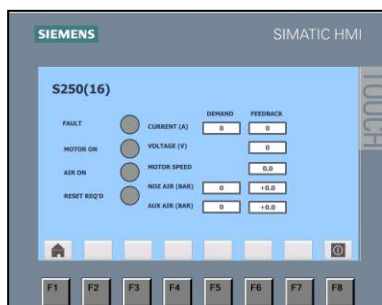 SIEMENS SIMATIC HMI
TOUCH
S250(16)
DEMAND FEEDBACK
FAULT CURRENT (A) 0 0
MOTOR ON VOLTAGE (V) 0
AIR ON MOTOR SPEED 0.0
RESET REQ'D NOZ AIR (BAR) 0 +0.0
AUX AIR (BAR) 0 +0.0
F1 F2 F3 F4 F5 F6 F7 F8